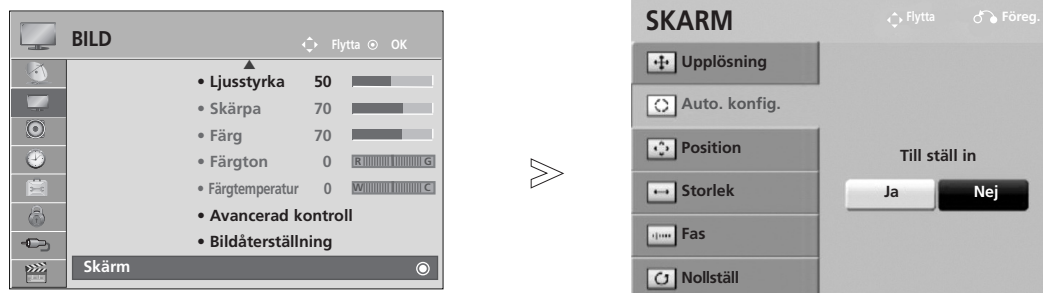 BILD
Flytta OK
• Ljusstyrka 50
• Skärpa 70
• Färg 70
• Färgton 0 R G
• Färgtemperatur 0 W C
• Avancerad kontroll
• Bildåterställning
Skärm
SKARM
Flytta Föreg.
Upplösning
Auto. konfig.
Position
Storlek
Fas
Nollställ
Till ställ in
Ja Nej